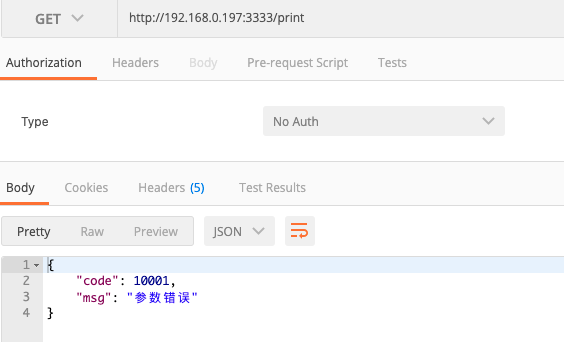 GET http://192.168.0.197:3333/print
Authorization Headers Body Pre-request Script Tests
Type No Auth
Body Cookies Headers (5) Test Results
Pretty Raw Preview JSON
1 {
2 "code": 10001,
3 "msg": "参数错误"
4 }